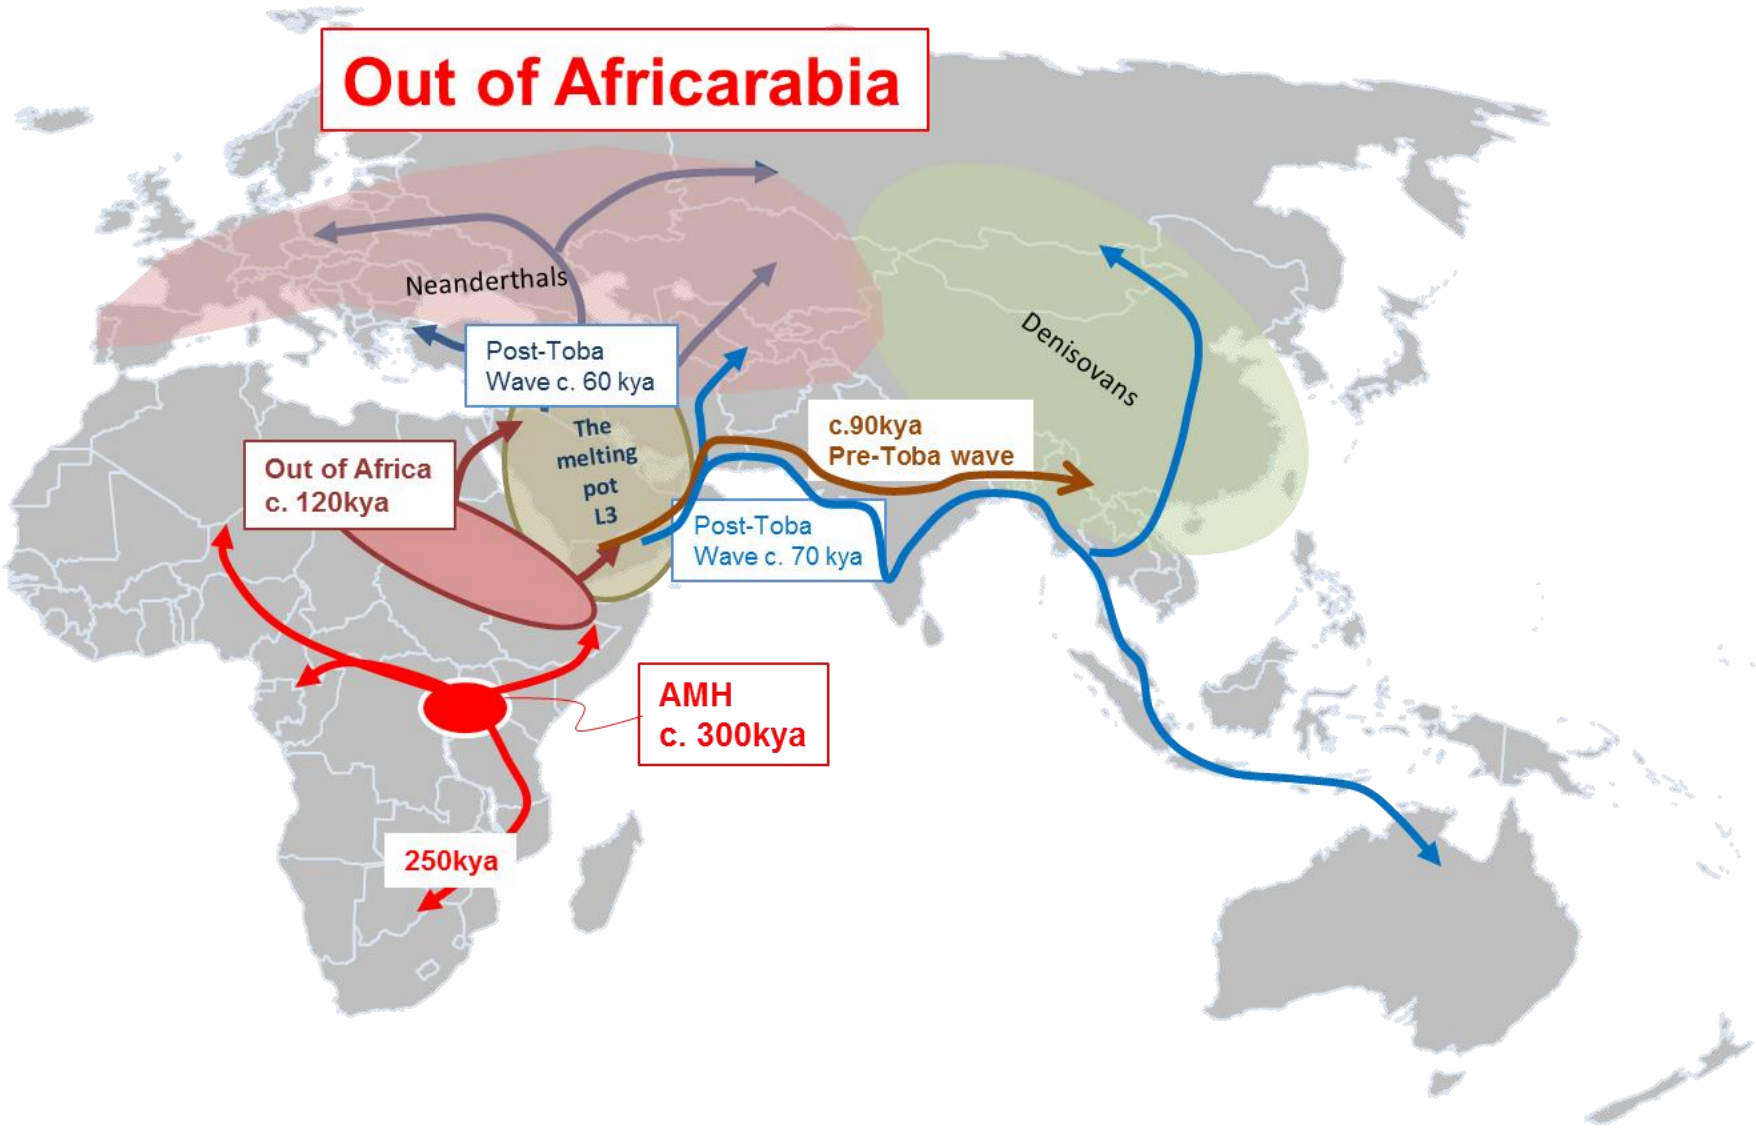 Out of Africarabia
Neanderthals
Denisovans
Post-Toba
Wave c. 60 kya
The
melting
pot
L3
c.90kya
Pre-Toba wave
Out of Africa
c. 120kya
Post-Toba
Wave c. 70 kya
AMH
c. 300kya
250kya